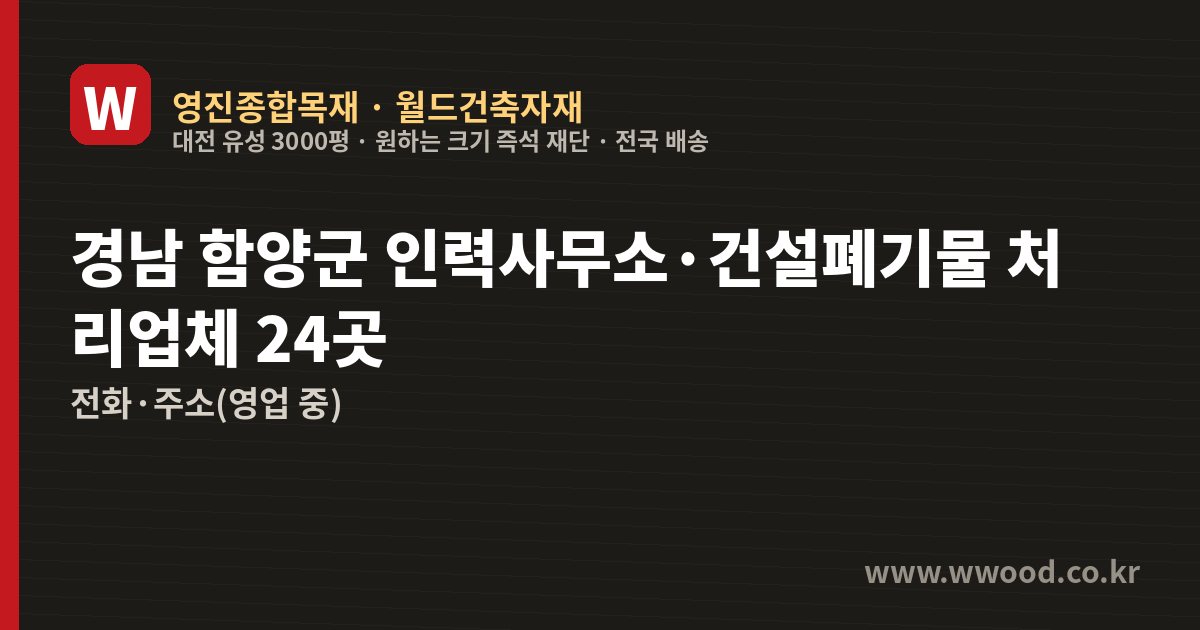 W
영진종합목재 · 월드건축자재
대전 유성 3000평 · 원하는 크기 즉석 재단 · 전국 배송
경남 함양군 인력사무소·건설폐기물 처
리업체 24곳
전화·주소(영업 중)
www.wwood.co.kr